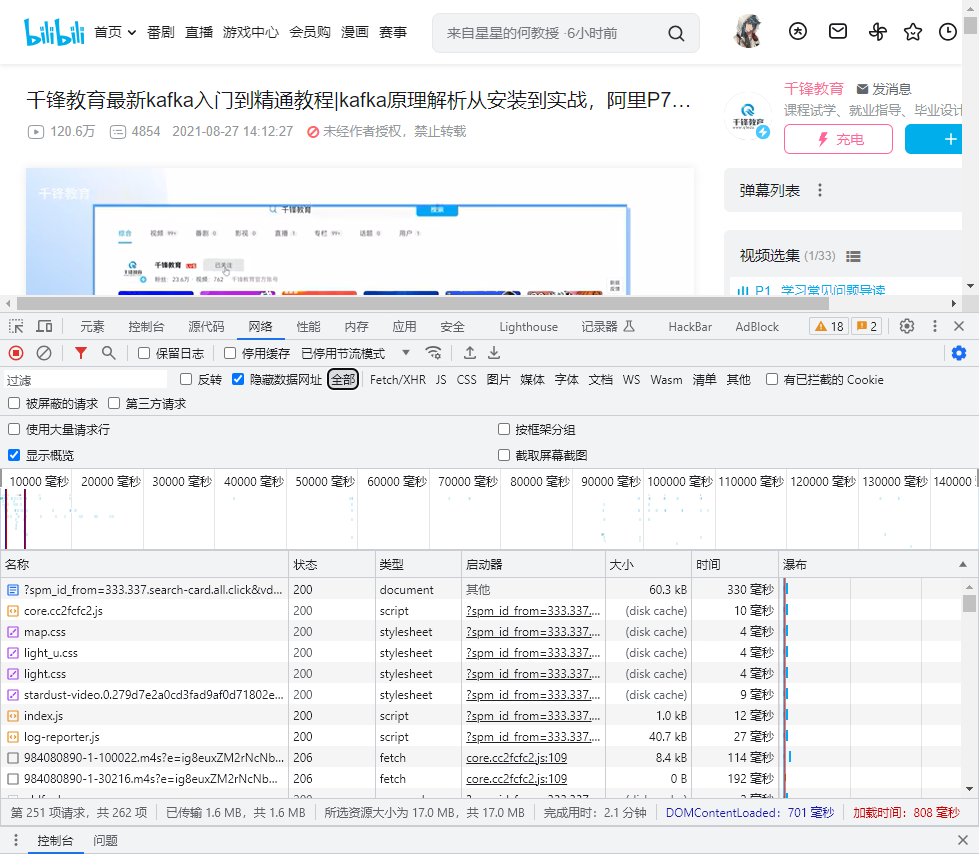 bilibili 首页 番剧 直播 游戏中心 会员购 漫画 赛事 来自星星的何教授 ·6小时前
千锋教育最新kafka入门到精通教程|kafka原理解析从安装到实战，阿里P7…
120.6万 4854 2021-08-27 14:12:27 未经作者授权，禁止转载
千锋教育 发消息
课程试学、就业指导、毕业设计
充电
弹幕列表
视频选集 (1/33)
P1 学习常见问题导读
千锋教育
千锋教育 搜索
综合 视频 99+ 番剧 0 影视 0 直播 1 专栏 99+ 话题 0 用户 1
千锋教育 已关注
粉丝：23.6万 · 视频：762
元素 控制台 源代码 网络 性能 内存 应用 安全 Lighthouse 记录器 HackBar AdBlock 18 2
保留日志 停用缓存 已停用节流模式
过滤 反转 隐藏数据网址 全部 Fetch/XHR JS CSS 图片 媒体 字体 文档 WS Wasm 清单 其他 有已拦截的 Cookie
被屏蔽的请求 第三方请求
使用大量请求行 按框架分组
显示概览 截取屏幕截图
10000 毫秒 20000 毫秒 30000 毫秒 40000 毫秒 50000 毫秒 60000 毫秒 70000 毫秒 80000 毫秒 90000 毫秒 100000 毫秒 110000 毫秒 120000 毫秒 130000 毫秒 140000
名称 状态 类型 启动器 大小 时间 瀑布
?spm_id_from=333.337.search-card.all.click&vd... 200 document 其他 60.3 kB 330 毫秒
core.cc2fcfc2.js 200 script ?spm_id_from=333.337.... (disk cache) 10 毫秒
map.css 200 stylesheet ?spm_id_from=333.337.... (disk cache) 4 毫秒
light_u.css 200 stylesheet ?spm_id_from=333.337.... (disk cache) 4 毫秒
light.css 200 stylesheet ?spm_id_from=333.337.... (disk cache) 4 毫秒
stardust-video.0.279d7e2a0cd3fad9af0d71802e... 200 stylesheet ?spm_id_from=333.337.... (disk cache) 9 毫秒
index.js 200 script ?spm_id_from=333.337.... 1.0 kB 12 毫秒
log-reporter.js 200 script ?spm_id_from=333.337.... 40.7 kB 27 毫秒
984080890-1-100022.m4s?e=ig8euxZM2rNcNb... 206 fetch core.cc2fcfc2.js:109 8.4 kB 114 毫秒
984080890-1-30216.m4s?e=ig8euxZM2rNcNb... 206 fetch core.cc2fcfc2.js:109 0 B 192 毫秒
第 251 项请求，共 262 项 已传输 1.6 MB，共 1.6 MB 所选资源大小为 17.0 MB，共 17.0 MB 完成用时：2.1 分钟 DOMContentLoaded：701 毫秒 加载时间：808 毫秒
控制台 问题